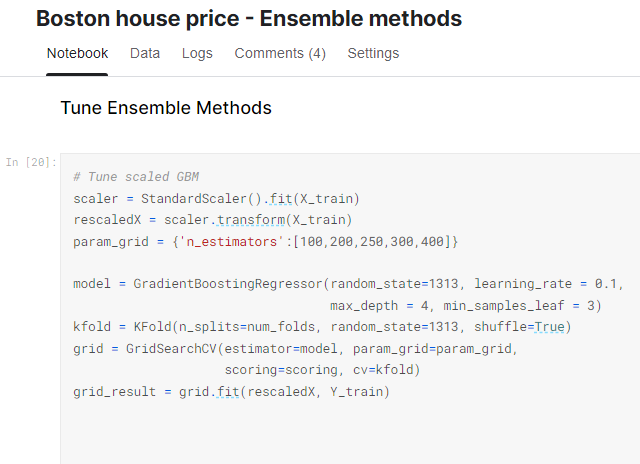 Boston house price - Ensemble methods
Notebook Data Logs Comments (4) Settings
Tune Ensemble Methods
In [20]:
# Tune scaled GBM
scaler = StandardScaler().fit(X_train)
rescaledX = scaler.transform(X_train)
param_grid = {'n_estimators':[100,200,250,300,400]}
model = GradientBoostingRegressor(random_state=1313, learning_rate = 0.1,
max_depth = 4, min_samples_leaf = 3)
kfold = KFold(n_splits=num_folds, random_state=1313, shuffle=True)
grid = GridSearchCV(estimator=model, param_grid=param_grid,
scoring=scoring, cv=kfold)
grid_result = grid.fit(rescaledX, Y_train)